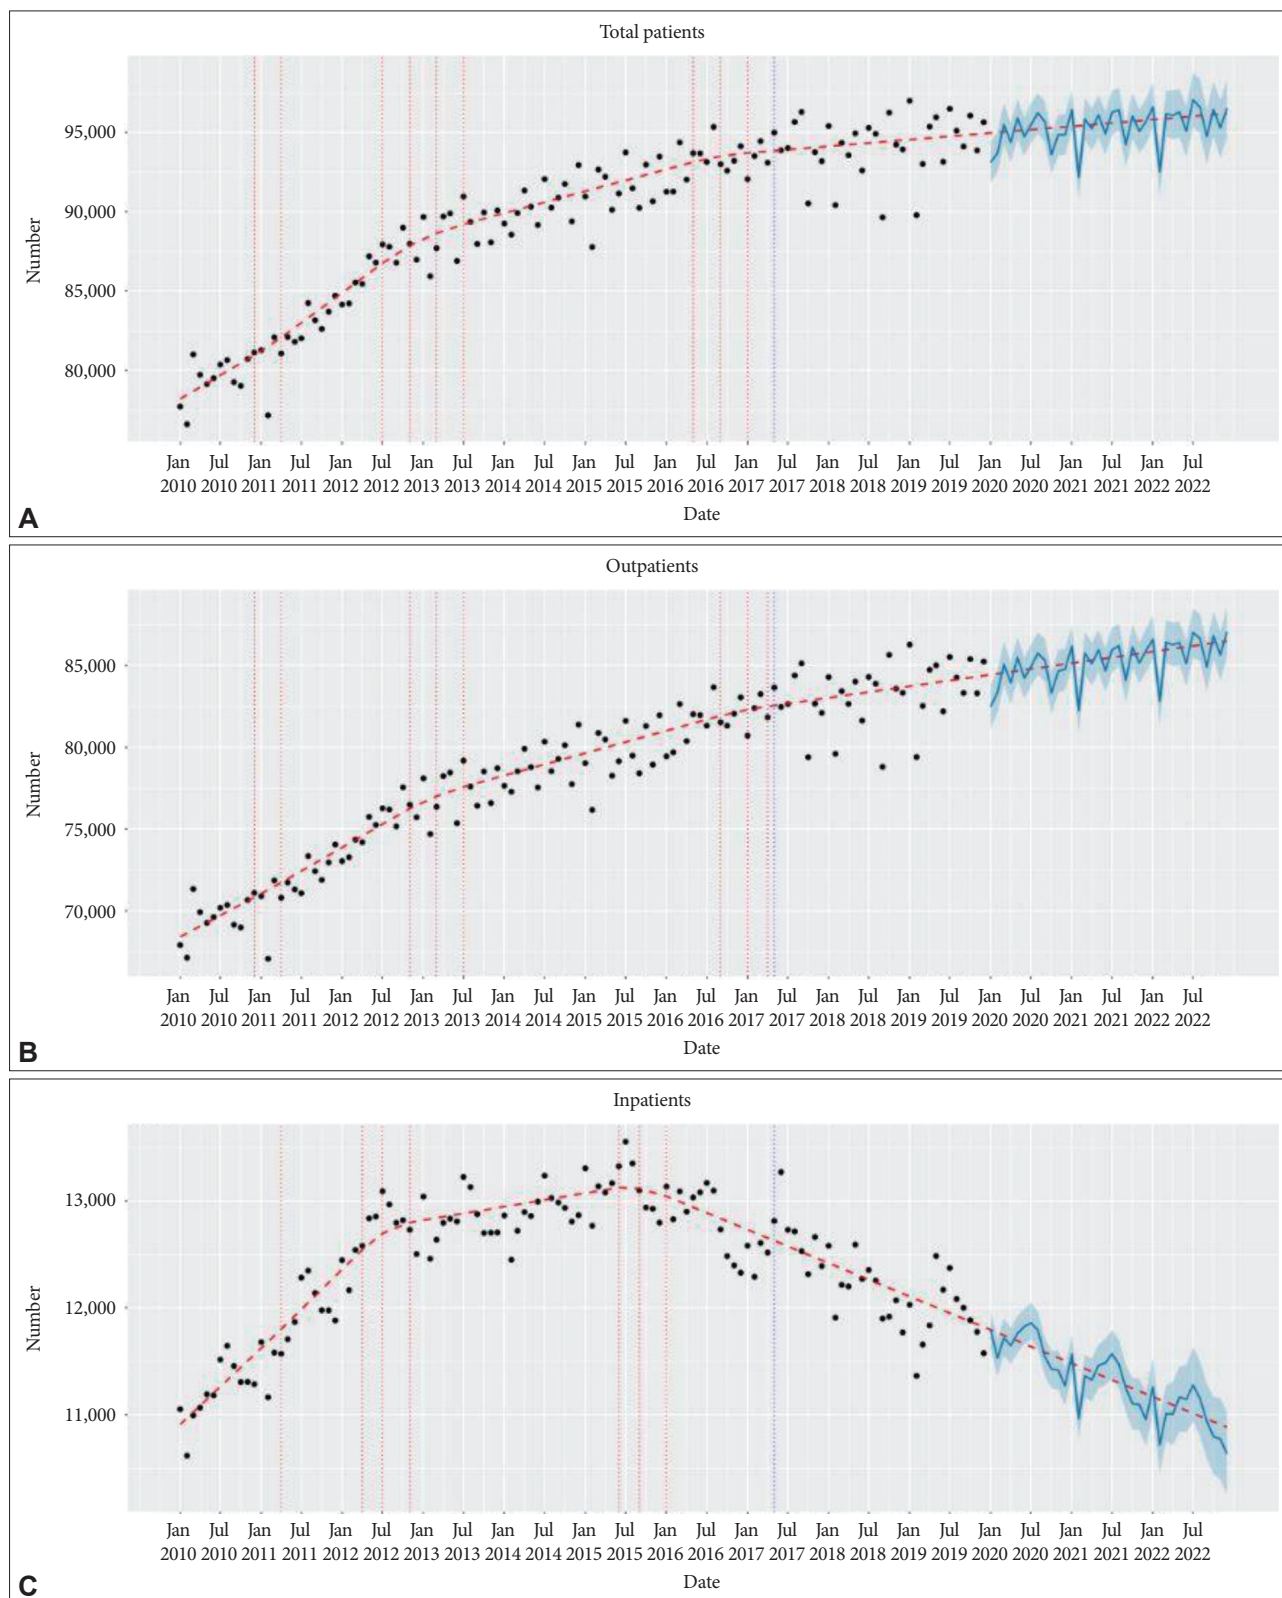 Total patients
Number
95,000
90,000
85,000
80,000
Jan Jul Jan Jul Jan Jul Jan Jul Jan Jul Jan Jul Jan Jul Jan Jul Jan Jul Jan Jul Jan Jul Jan Jul Jan Jul
2010 2010 2011 2011 2012 2012 2013 2013 2014 2014 2015 2015 2016 2016 2017 2017 2018 2018 2019 2019 2020 2020 2021 2021 2022 2022
Date
A
Outpatients
Number
85,000
80,000
75,000
70,000
Jan Jul Jan Jul Jan Jul Jan Jul Jan Jul Jan Jul Jan Jul Jan Jul Jan Jul Jan Jul Jan Jul Jan Jul Jan Jul
2010 2010 2011 2011 2012 2012 2013 2013 2014 2014 2015 2015 2016 2016 2017 2017 2018 2018 2019 2019 2020 2020 2021 2021 2022 2022
Date
B
Inpatients
Number
13,000
12,000
11,000
Jan Jul Jan Jul Jan Jul Jan Jul Jan Jul Jan Jul Jan Jul Jan Jul Jan Jul Jan Jul Jan Jul Jan Jul Jan Jul
2010 2010 2011 2011 2012 2012 2013 2013 2014 2014 2015 2015 2016 2016 2017 2017 2018 2018 2019 2019 2020 2020 2021 2021 2022 2022
Date
C